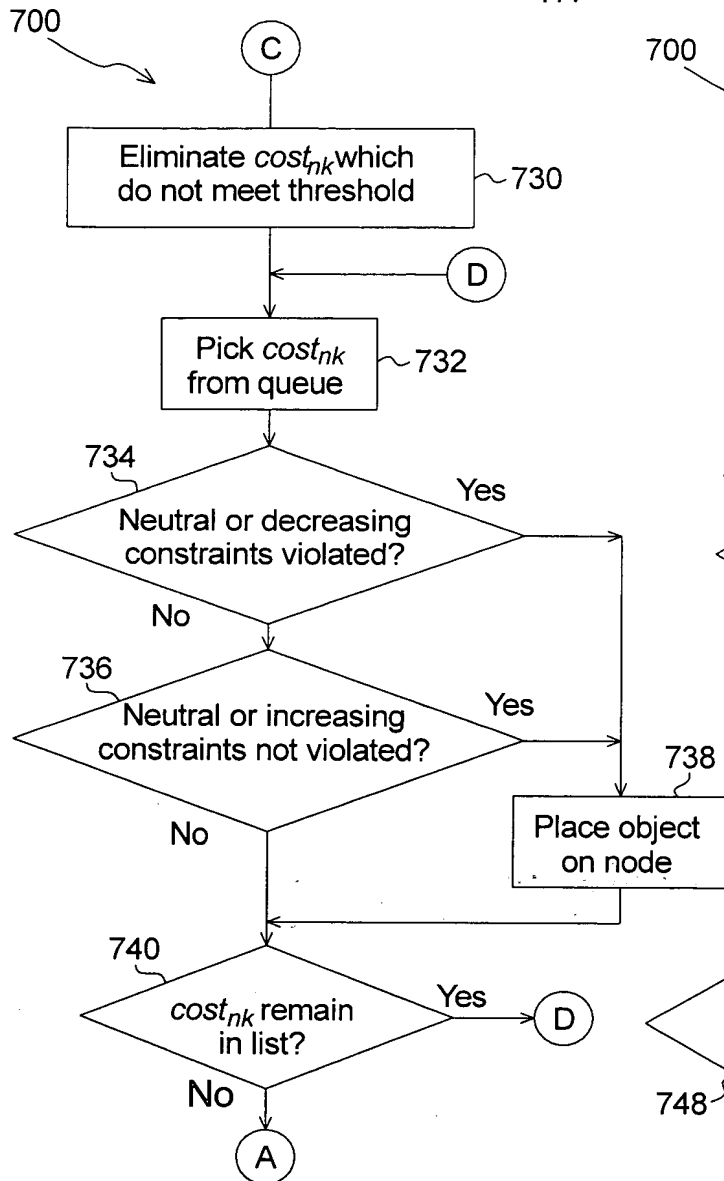 700
C
700
Eliminate cost_nk which
do not meet threshold
730
D
Pick cost_nk
from queue
732
734
Yes
Neutral or decreasing
constraints violated?
No
736
Yes
Neutral or increasing
constraints not violated?
738
No
Place object
on node
740
Yes
cost_nk remain
in list?
D
No
748
A